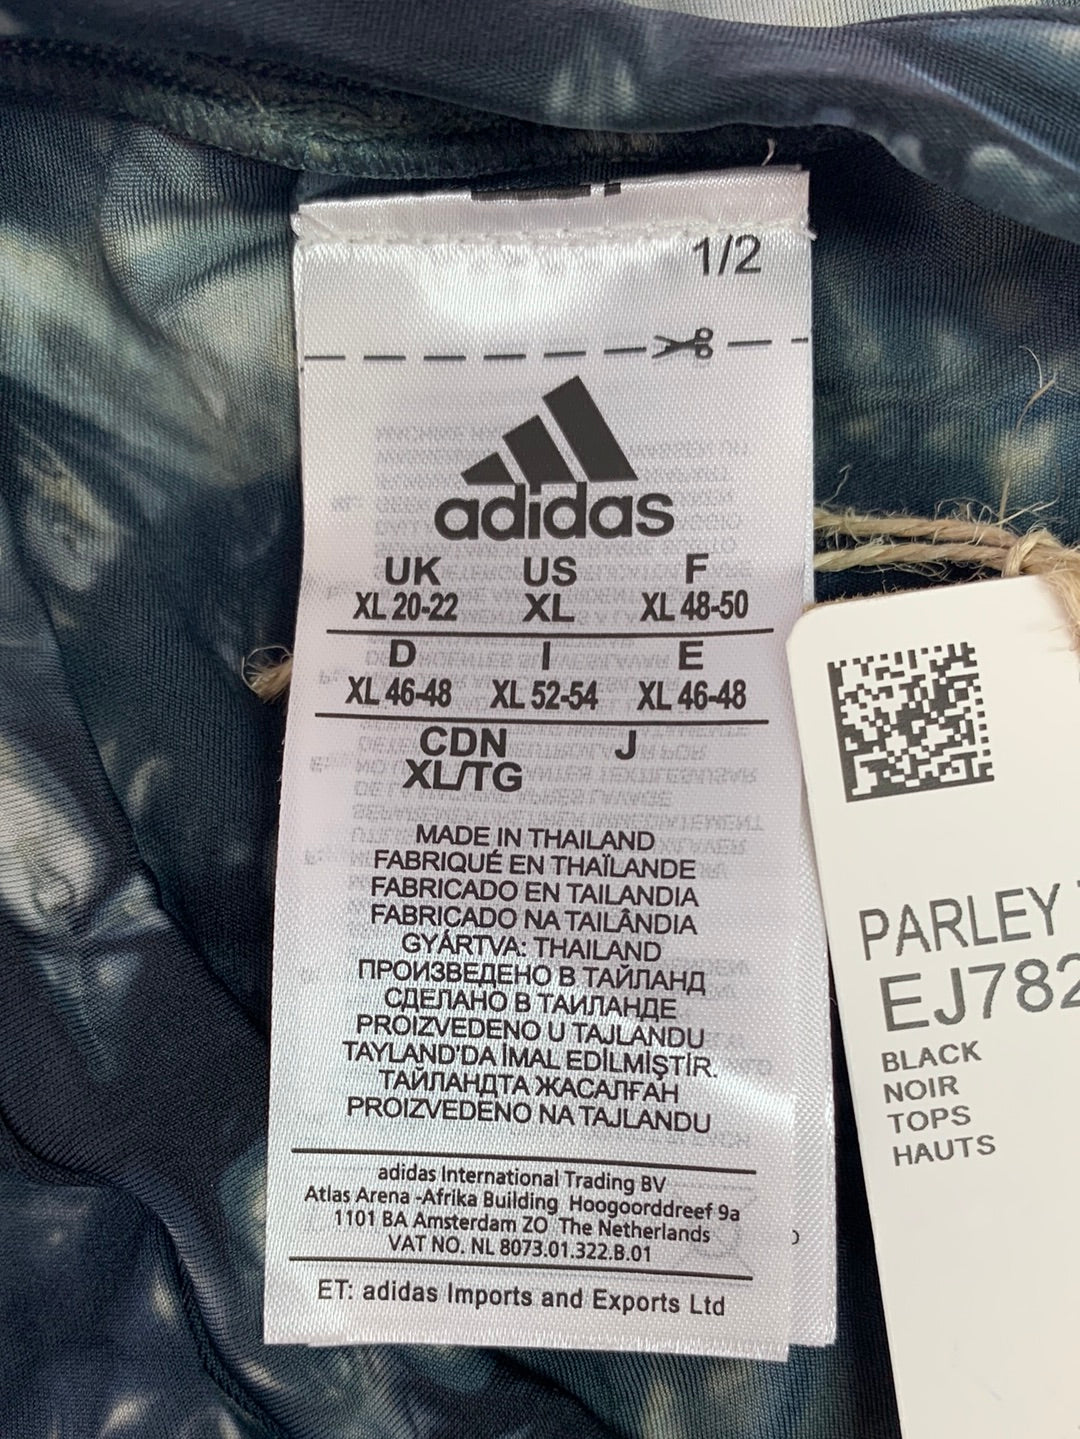 1/2
adidas
UK US F
XL 20-22 XL XL 48-50
D I E
XL 46-48 XL 52-54 XL 46-48
CDN J
XL/TG
MADE IN THAILAND
FABRIQUÉ EN THAÏLANDE
FABRICADO EN TAILANDIA
FABRICADO NA TAILÂNDIA
GYÁRTVA: THAILAND
ПРОИЗВЕДЕНО В ТАЙЛАНД
СДЕЛАНО В ТАИЛАНДЕ
PROIZVEDENO U TAJLANDU
TAYLAND'DA İMAL EDİLMİŞTİR.
ТАЙЛАНДТА ЖАСАЛҒАН
PROIZVEDENO NA TAJLANDU
adidas International Trading BV
Atlas Arena -Afrika Building Hoogoorddreef 9a
1101 BA Amsterdam ZO The Netherlands
VAT NO. NL 8073.01.322.B.01
ET: adidas Imports and Exports Ltd
PARLEY
EJ782
BLACK
NOIR
TOPS
HAUTS